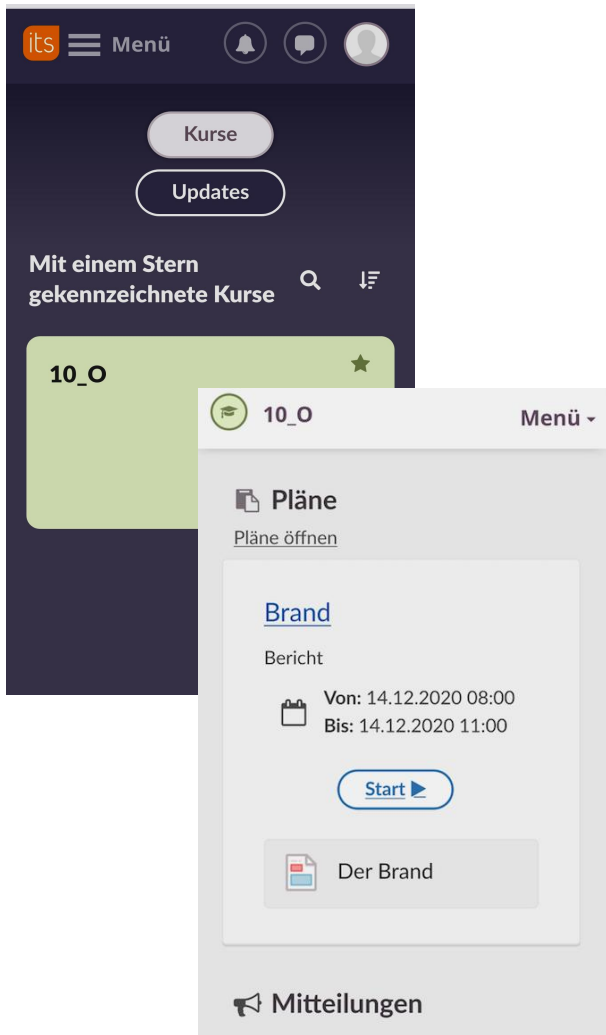 its Menü
Kurse
Updates
Mit einem Stern
gekennzeichnete Kurse
10_O
10_O Menü
Pläne
Pläne öffnen
Brand
Bericht
Von: 14.12.2020 08:00
Bis: 14.12.2020 11:00
Start
Der Brand
Mitteilungen